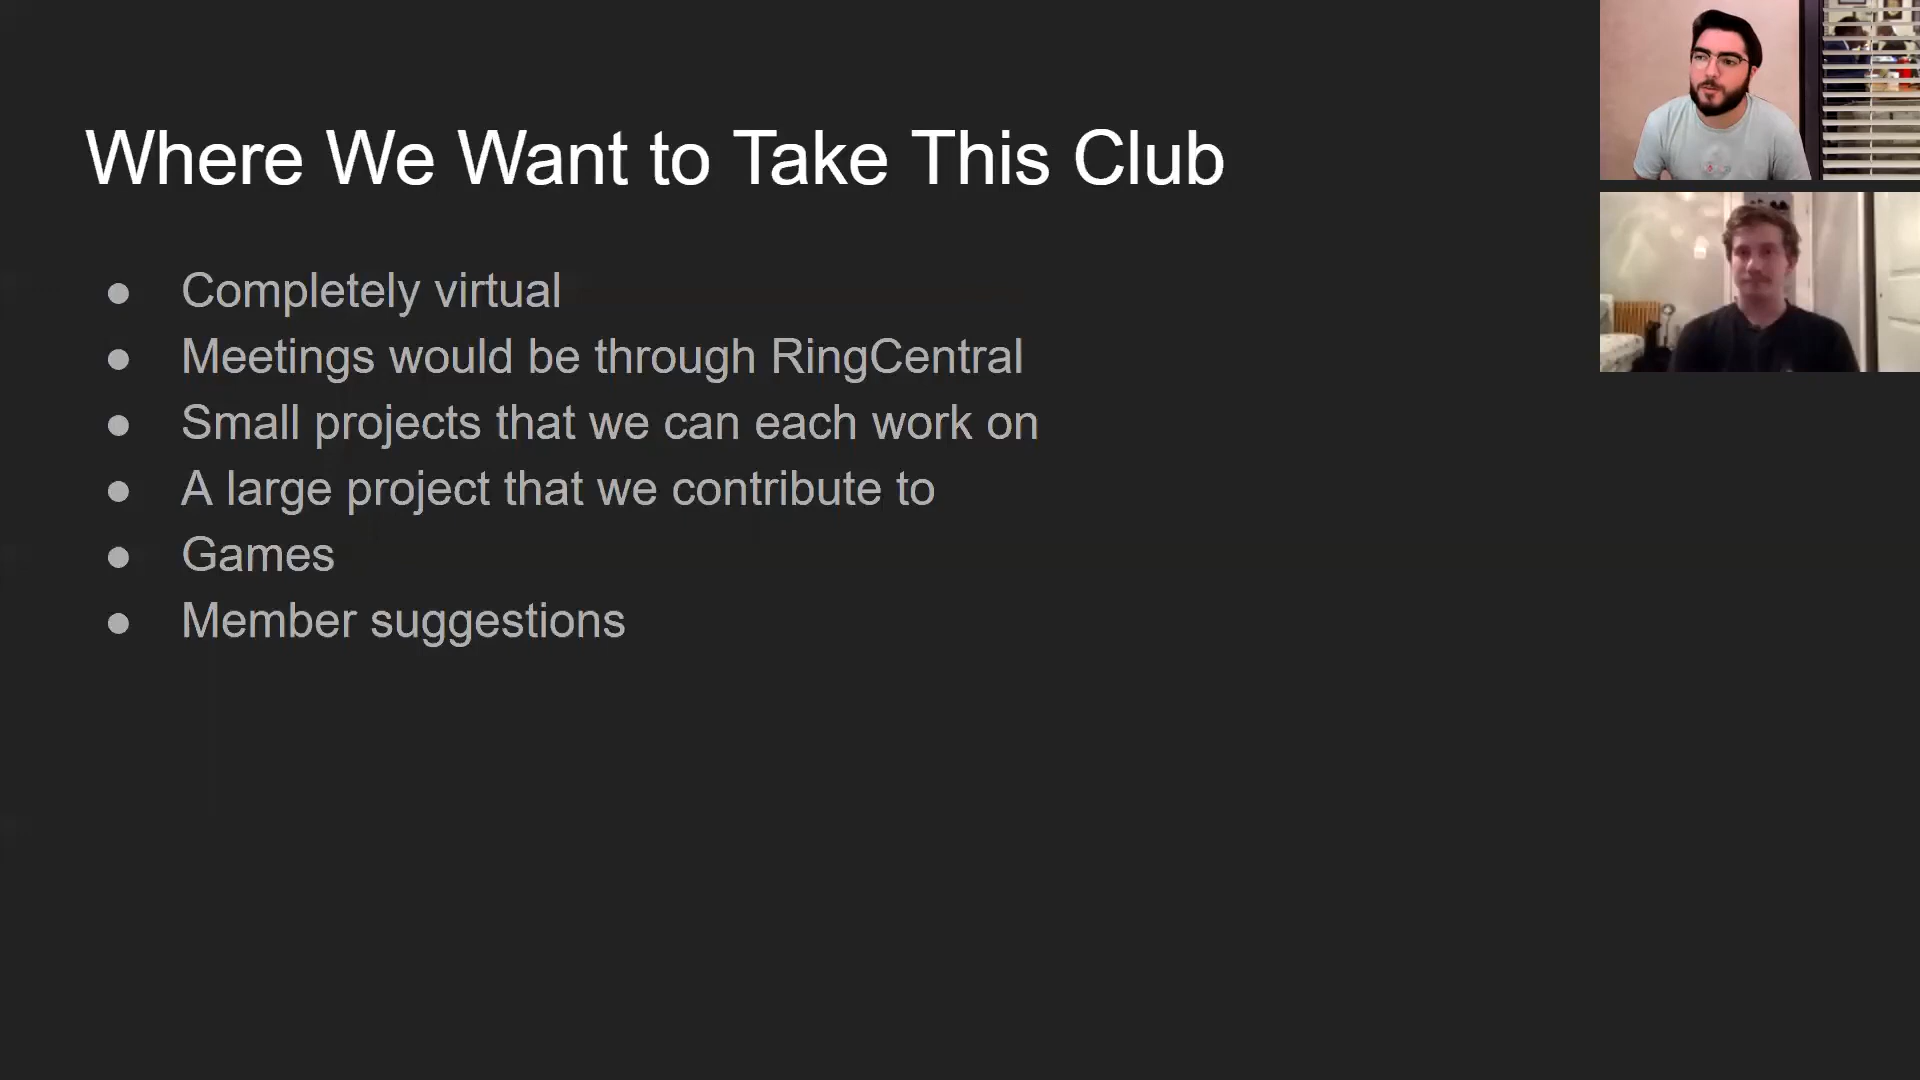 Where We Want to Take This Club
● Completely virtual
● Meetings would be through RingCentral
● Small projects that we can each work on
● A large project that we contribute to
● Games
● Member suggestions